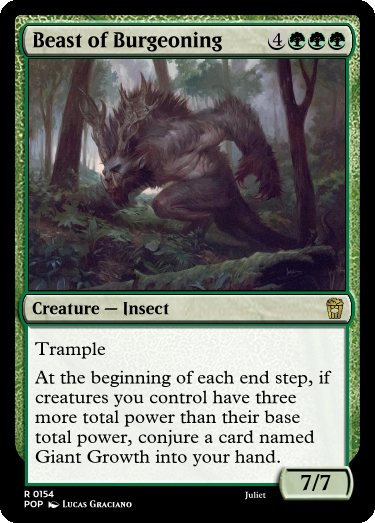 Beast of Burgeoning 4
Creature — Insect
Trample
At the beginning of each end step, if
creatures you control have three
more total power than their base
total power, conjure a card named
Giant Growth into your hand.
7/7
R 0154
POP Lucas Graciano
Juliet